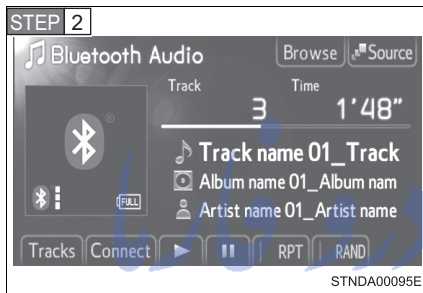 STEP 2
Bluetooth Audio Browse Source
Track Time
3 1'48"
Track name 01_Track
Album name 01_Album nam
Artist name 01_Artist name
FULL
Tracks Connect RPT RAND
STNDA00095E